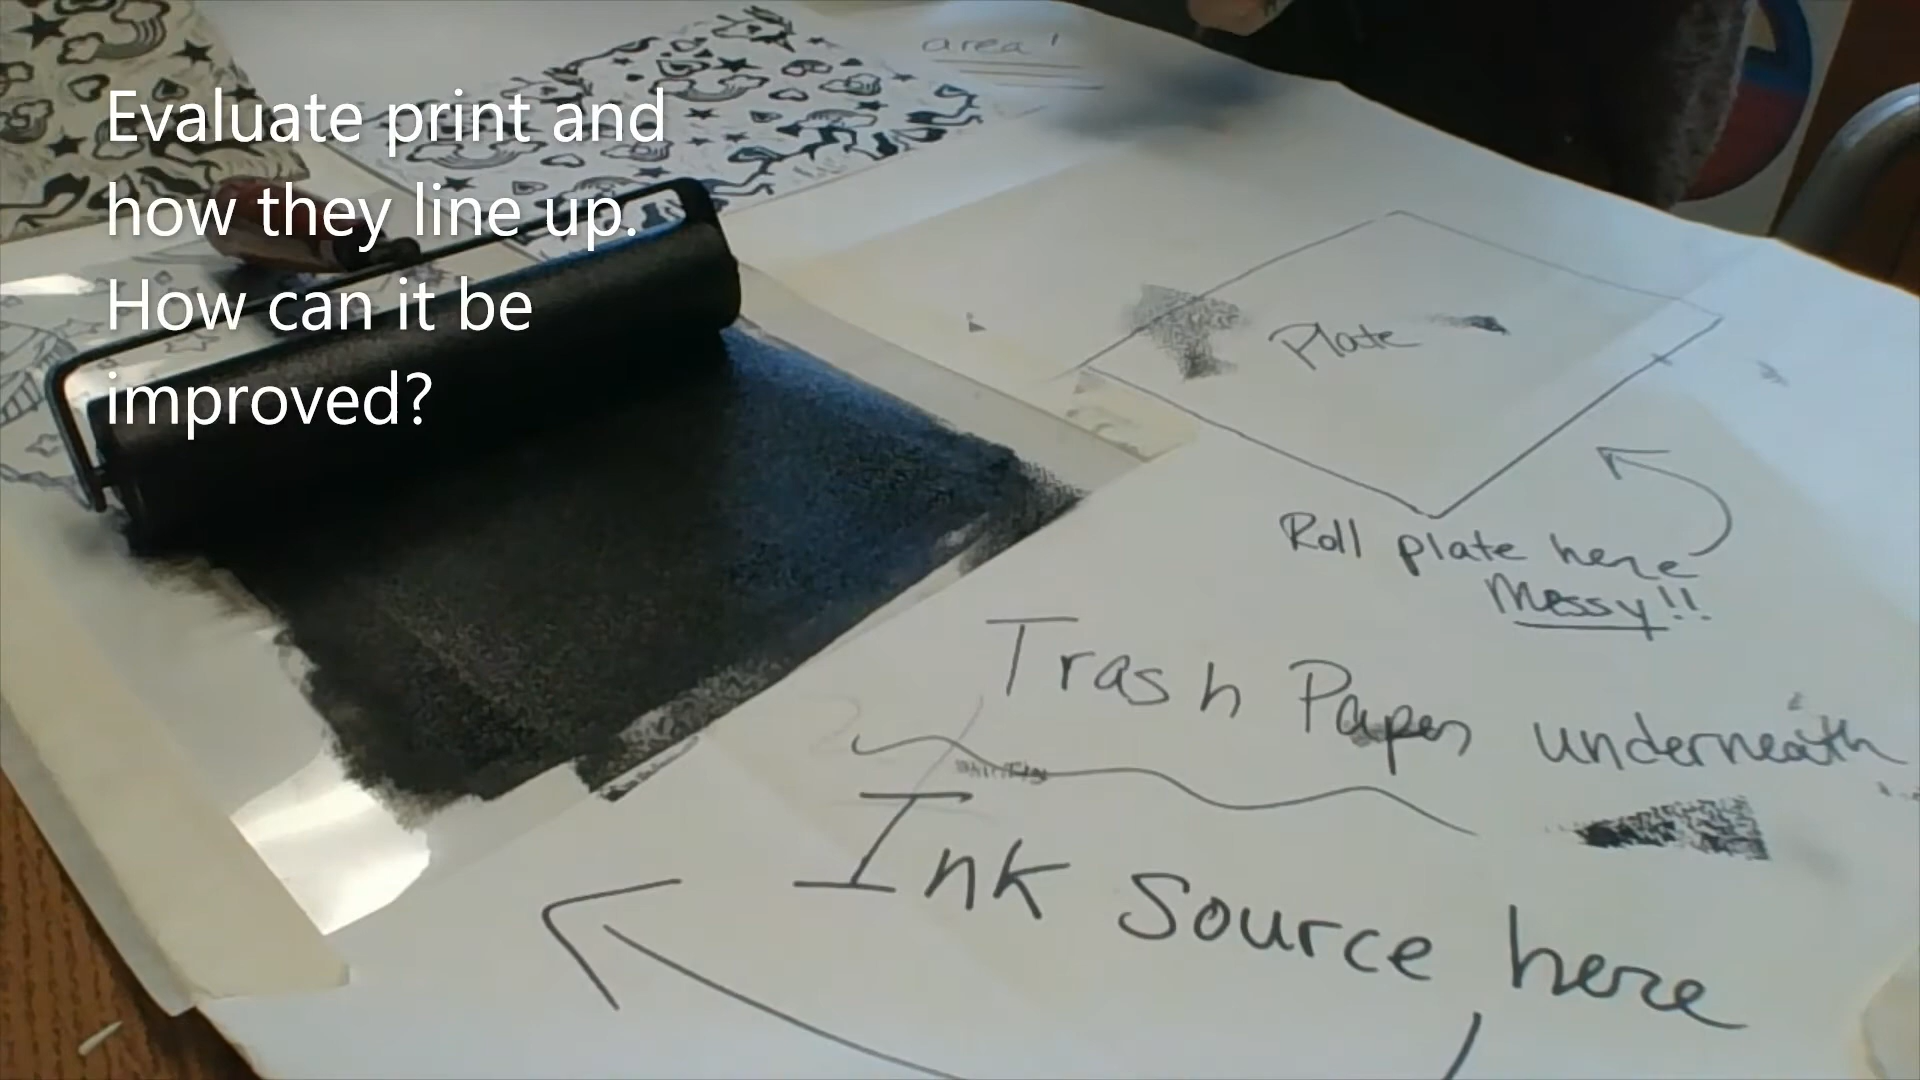 Evaluate print and
how they line up.
How can it be
improved?
area!
Plate
Roll plate here
Messy!!
Trash Paper underneath
Ink Source here